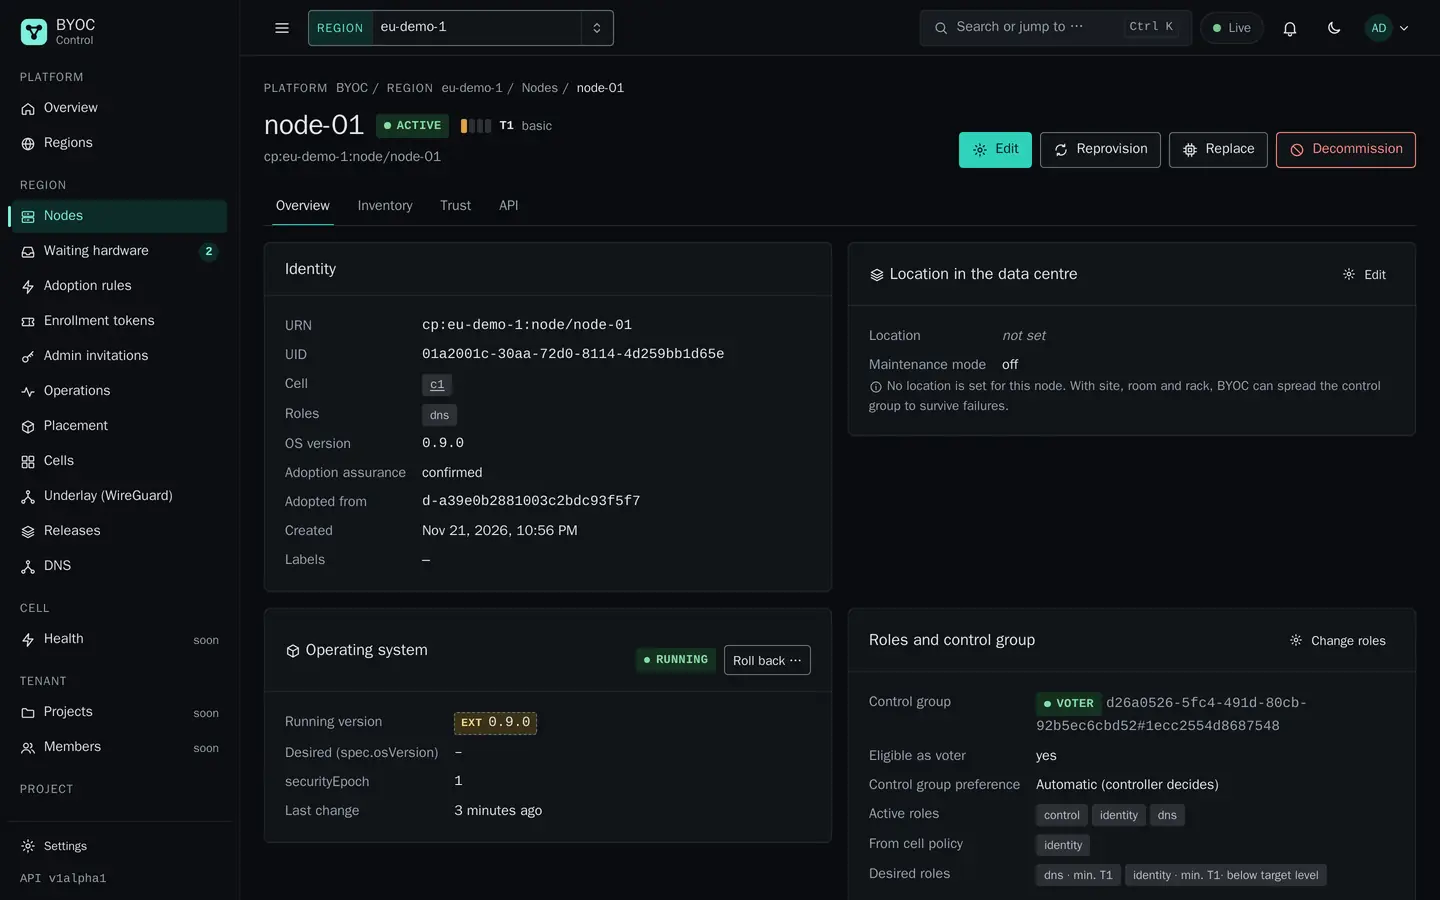 BYOC
Control
REGION eu-demo-1
Search or jump to ··· Ctrl K
Live
AD
PLATFORM
Overview
Regions
REGION
Nodes
Waiting hardware 2
Adoption rules
Enrollment tokens
Admin invitations
Operations
Placement
Cells
Underlay (WireGuard)
Releases
DNS
CELL
Health soon
TENANT
Projects soon
Members soon
PROJECT
Settings
API v1alpha1
PLATFORM BYOC / REGION eu-demo-1 / Nodes / node-01
node-01 ACTIVE T1 basic
cp:eu-demo-1:node/node-01
Edit Reprovision Replace Decommission
Overview Inventory Trust API
Identity
URN cp:eu-demo-1:node/node-01
UID 01a2001c-30aa-72d0-8114-4d259bb1d65e
Cell c1
Roles dns
OS version 0.9.0
Adoption assurance confirmed
Adopted from d-a39e0b2881003c2bdc93f5f7
Created Nov 21, 2026, 10:56 PM
Labels —
Location in the data centre Edit
Location not set
Maintenance mode off
No location is set for this node. With site, room and rack, BYOC can spread the control
group to survive failures.
Operating system RUNNING Roll back ···
Running version EXT 0.9.0
Desired (spec.osVersion) –
securityEpoch 1
Last change 3 minutes ago
Roles and control group Change roles
Control group VOTER d26a0526-5fc4-491d-80cb-
92b5ec6cbd52#1ecc2554d8687548
Eligible as voter yes
Control group preference Automatic (controller decides)
Active roles control identity dns
From cell policy identity
Desired roles dns · min. T1 identity · min. T1 · below target level